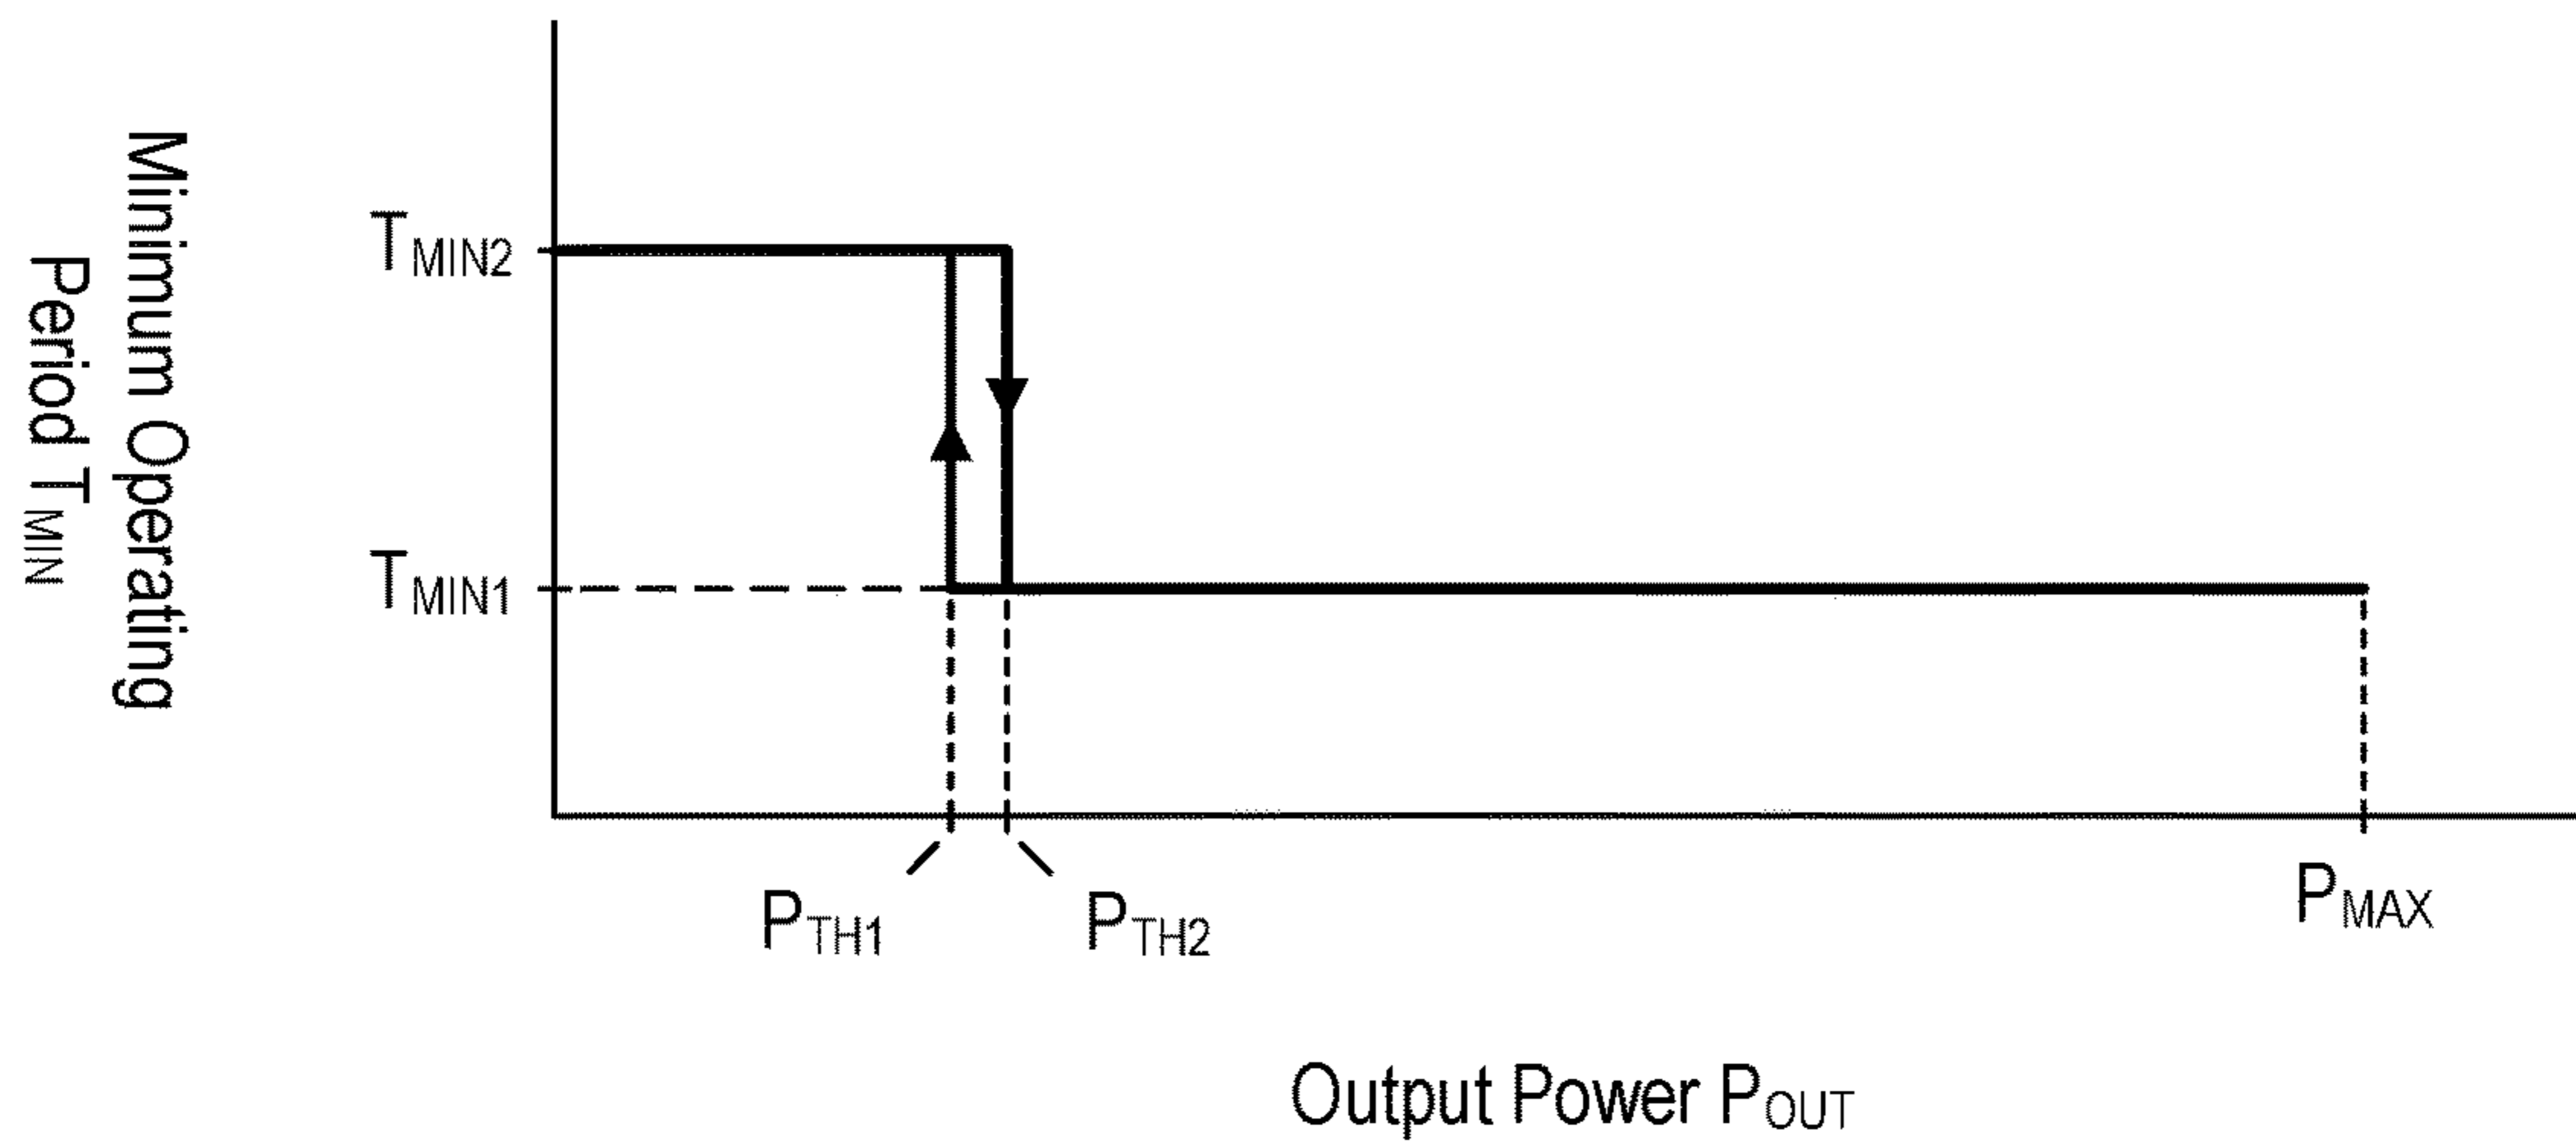 Minimum Operating
Period TMIN
TMIN2
TMIN1
PTH1
PTH2
PMAX
Output Power POUT